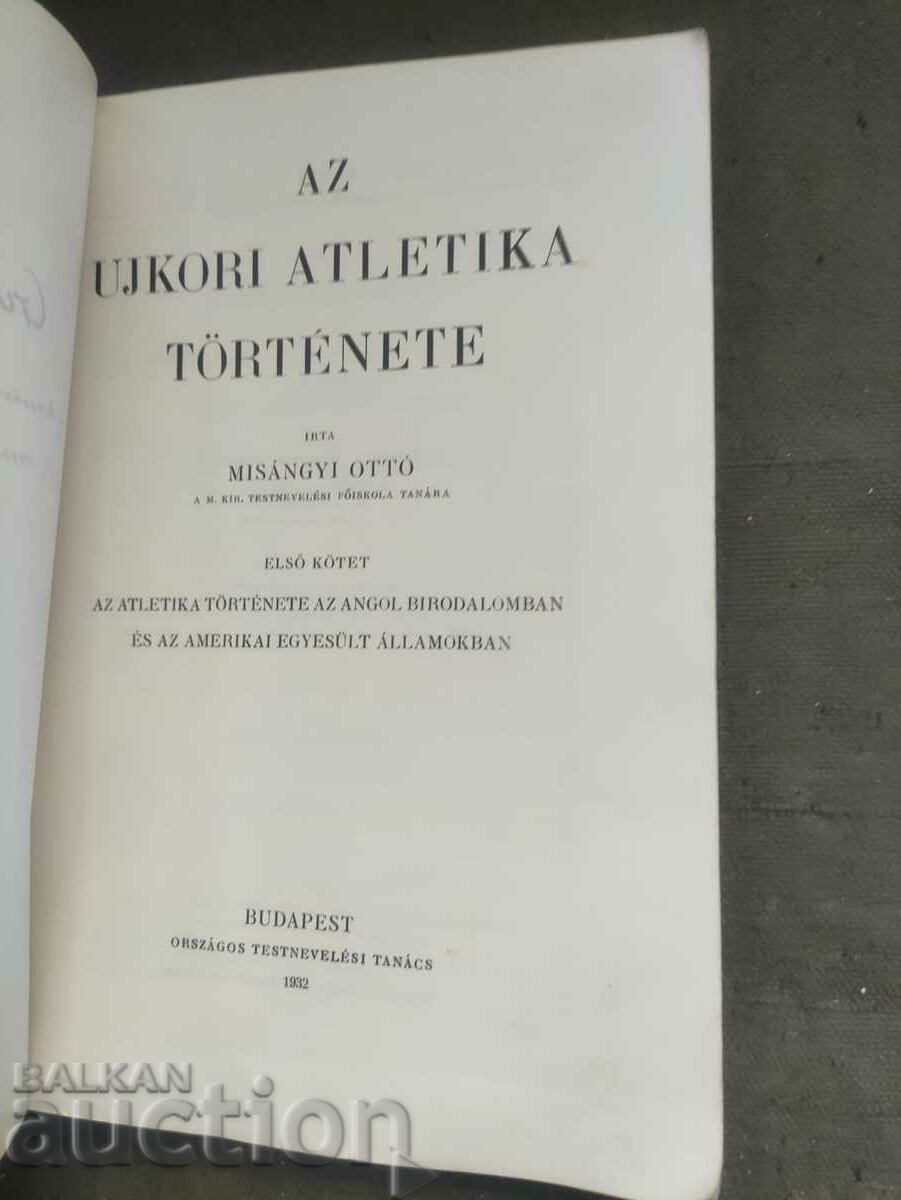 AZ
UJKORI ATLETIKA
TÖRTÉNETE
IRTA
MISÁNGYI OTTÓ
A M. KIR. TESTNEVELÉSI FŐISKOLA TANÁRA
ELSŐ KÖTET
AZ ATLETIKA TÖRTÉNETE AZ ANGOL BIRODALOMBAN
ÉS AZ AMERIKAI EGYESÜLT ÁLLAMOKBAN
BUDAPEST
ORSZÁGOS TESTNEVELÉSI TANÁCS
1932
BALKAN
auction